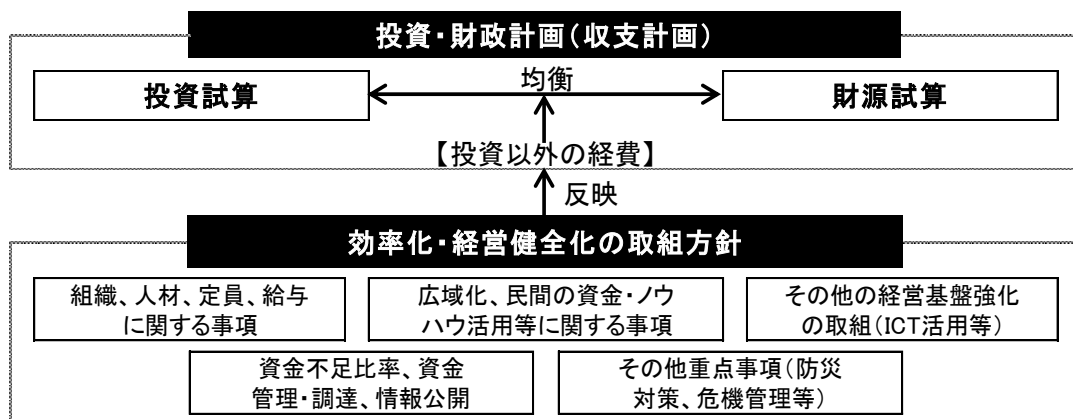 投資・財政計画（収支計画）
均衡
投資試算
財源試算
【投資以外の経費】
反映
効率化・経営健全化の取組方針
組織、人材、定員、給与
に関する事項
広域化、民間の資金・ノウ
ハウ活用等に関する事項
その他の経営基盤強化
の取組（ICT活用等）
資金不足比率、資金
管理・調達、情報公開
その他重点事項（防災
対策、危機管理等）